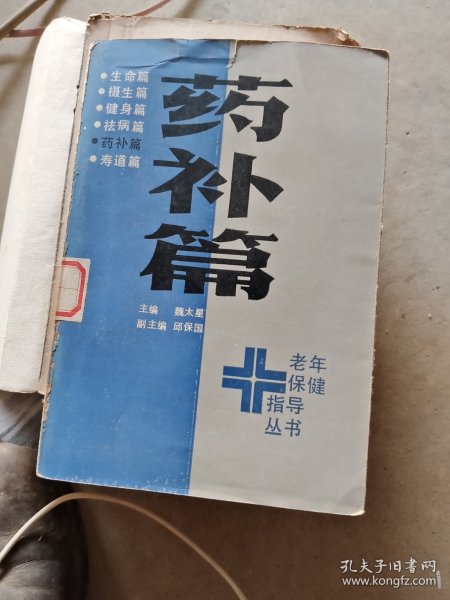 生命篇
摄生篇
健身篇
祛病篇
药补篇
寿道篇
药补篇
主编 魏太星
副主编 邱保国
老年
保健
指导
丛书
孔夫子旧书网
www.kongfz.com